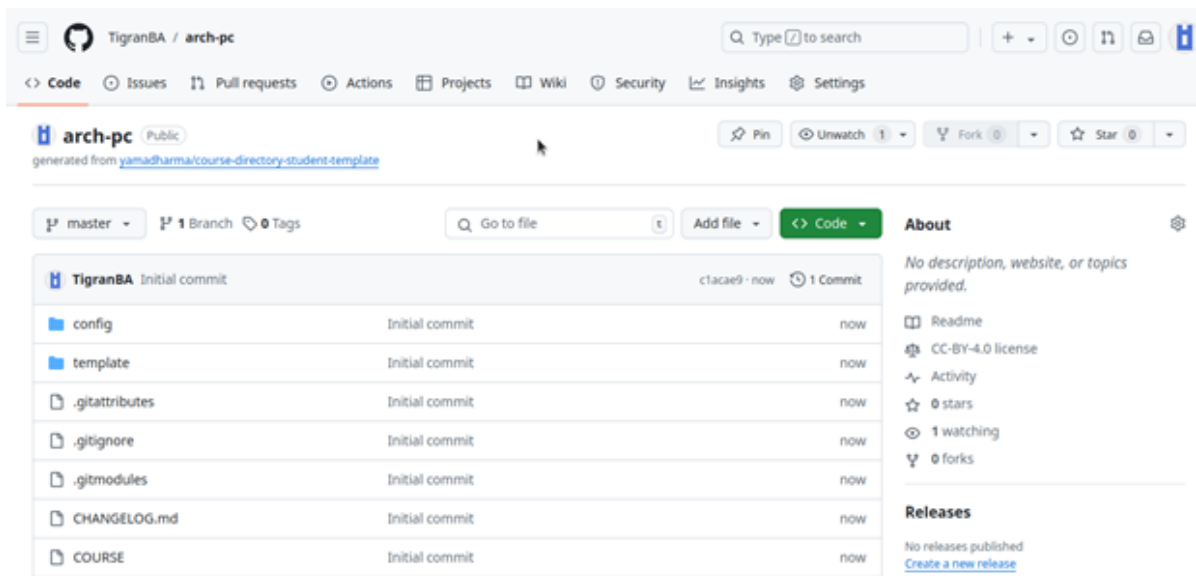 TigranBA / arch-pc
Type / to search
Code Issues Pull requests Actions Projects Wiki Security Insights Settings
arch-pc Public
Pin Unwatch 1 Fork 0 Star 0
generated from yamadharma/course-directory-student-template
master 1 Branch 0 Tags Go to file t Add file Code
TigranBA Initial commit c1acae9 · now 1 Commit
config Initial commit now
template Initial commit now
.gitattributes Initial commit now
.gitignore Initial commit now
.gitmodules Initial commit now
CHANGELOG.md Initial commit now
COURSE Initial commit now
About
No description, website, or topics
provided.
Readme
CC-BY-4.0 license
Activity
0 stars
1 watching
0 forks
Releases
No releases published
Create a new release